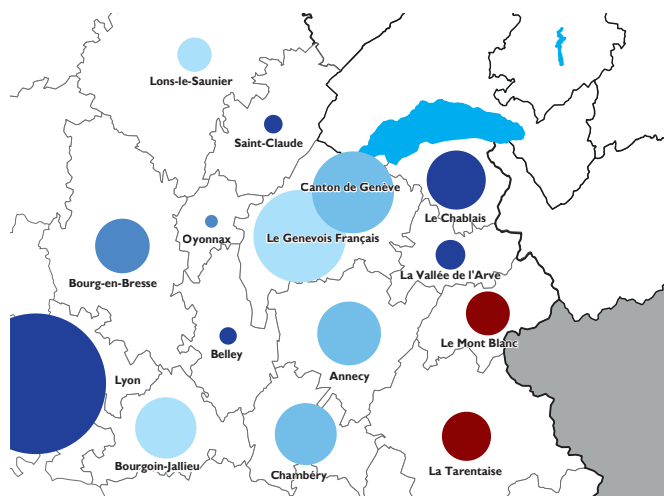 Lons-le-Saunier
Saint-Claude
Canton de Genève
Le Chablais
Oyonnax
Le Genevois Français
La Vallée de l'Arve
Bourg-en-Bresse
Le Mont Blanc
Belley
Annecy
Lyon
Bourgoin-Jallieu
Chambéry
La Tarentaise